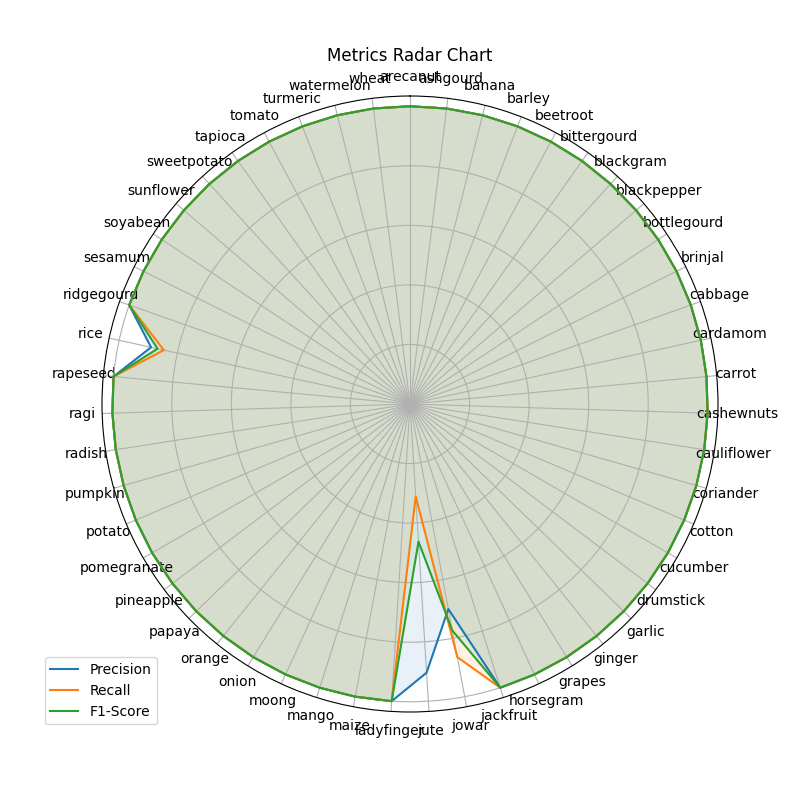 Metrics Radar Chart
arecanut
ashgourd
banana
barley
beetroot
bittergourd
blackgram
blackpepper
bottlegourd
brinjal
cabbage
cardamom
carrot
cashewnuts
cauliflower
coriander
cotton
cucumber
drumstick
garlic
ginger
grapes
horsegram
jackfruit
jowar
jute
ladyfinger
maize
mango
moong
onion
orange
papaya
pineapple
pomegranate
potato
pumpkin
radish
ragi
rapeseed
rice
ridgegourd
sesamum
soyabean
sunflower
sweetpotato
tapioca
tomato
turmeric
watermelon
wheat
Precision
Recall
F1-Score